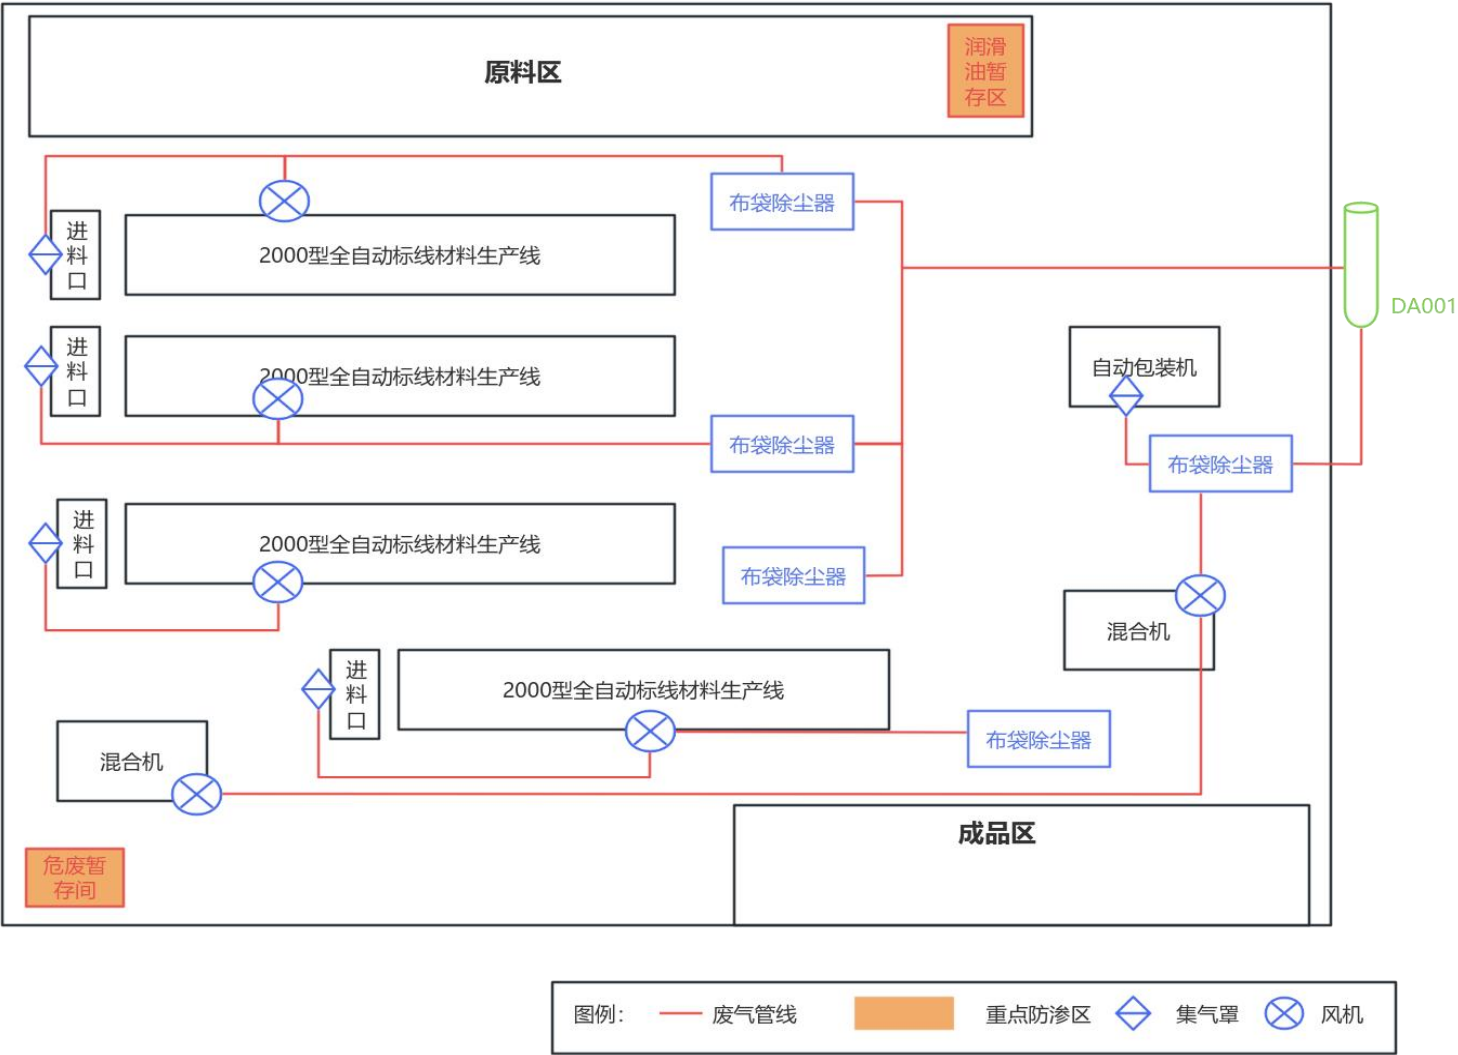 原料区
润滑
油暂
存区
进
料
口
2000型全自动标线材料生产线
布袋除尘器
DA001
进
料
口
2000型全自动标线材料生产线
自动包装机
布袋除尘器
布袋除尘器
进
料
口
2000型全自动标线材料生产线
布袋除尘器
混合机
进
料
口
2000型全自动标线材料生产线
布袋除尘器
混合机
成品区
危废暂
存间
图例：
废气管线
重点防渗区
集气罩
风机